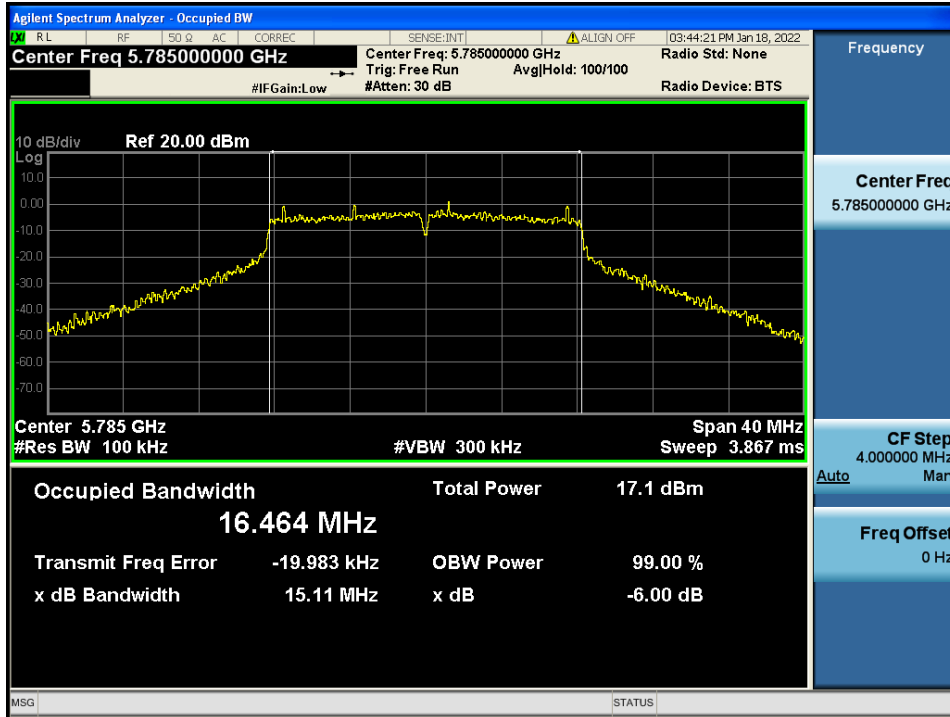 Agilent Spectrum Analyzer - Occupied BW
LXI RL RF 50 Ω AC CORREC SENSE:INT ALIGN OFF 03:44:21 PM Jan 18, 2022
Center Freq 5.785000000 GHz Center Freq: 5.785000000 GHz Radio Std: None
Trig: Free Run Avg|Hold: 100/100
#IFGain:Low #Atten: 30 dB Radio Device: BTS
10 dB/div Ref 20.00 dBm
Log
10.0
0.00
-10.0
-20.0
-30.0
-40.0
-50.0
-60.0
-70.0
Center 5.785 GHz Span 40 MHz
#Res BW 100 kHz #VBW 300 kHz Sweep 3.867 ms
Occupied Bandwidth Total Power 17.1 dBm
16.464 MHz
Transmit Freq Error -19.983 kHz OBW Power 99.00 %
x dB Bandwidth 15.11 MHz x dB -6.00 dB
MSG STATUS
Frequency
Center Freq
5.785000000 GHz
CF Step
4.000000 MHz
Auto Man
Freq Offset
0 Hz